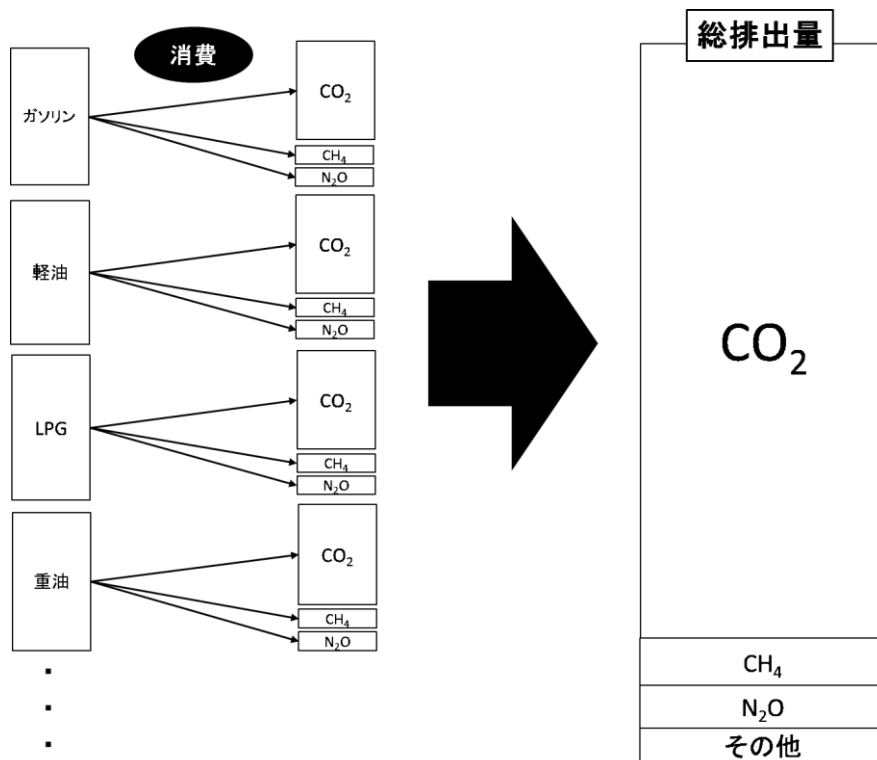 消費
総排出量
ガソリン
CO₂
CH₄
N₂O
軽油
CO₂
CH₄
N₂O
LPG
CO₂
CH₄
N₂O
重油
CO₂
CH₄
N₂O
・
・
・
CO₂
CH₄
N₂O
その他